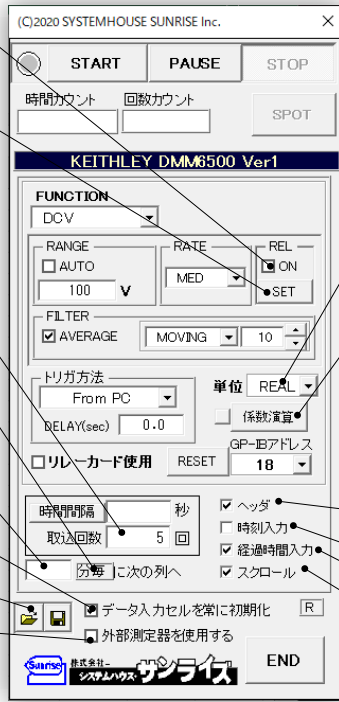 (C)2020 SYSTEMHOUSE SUNRISE Inc. ×
START PAUSE STOP
時間カウント 回数カウント
SPOT
KEITHLEY DMM6500 Ver1
FUNCTION
DCV
RANGE RATE REL
AUTO MED ON
100 V SET
FILTER
AVERAGE MOVING 10
トリガ方法 単位 REAL
From PC
係数演算
DELAY(sec) 0.0
GP-IBアドレス
リレーカード使用 RESET 18
時間間隔 秒 ヘッダ
時刻入力
取込回数 5 回 経過時間入力
分毎 に次の列へ スクロール
データ入力セルを常に初期化 R
外部測定器を使用する
Sunrise 株式会社 システムハウス・サンライズ END